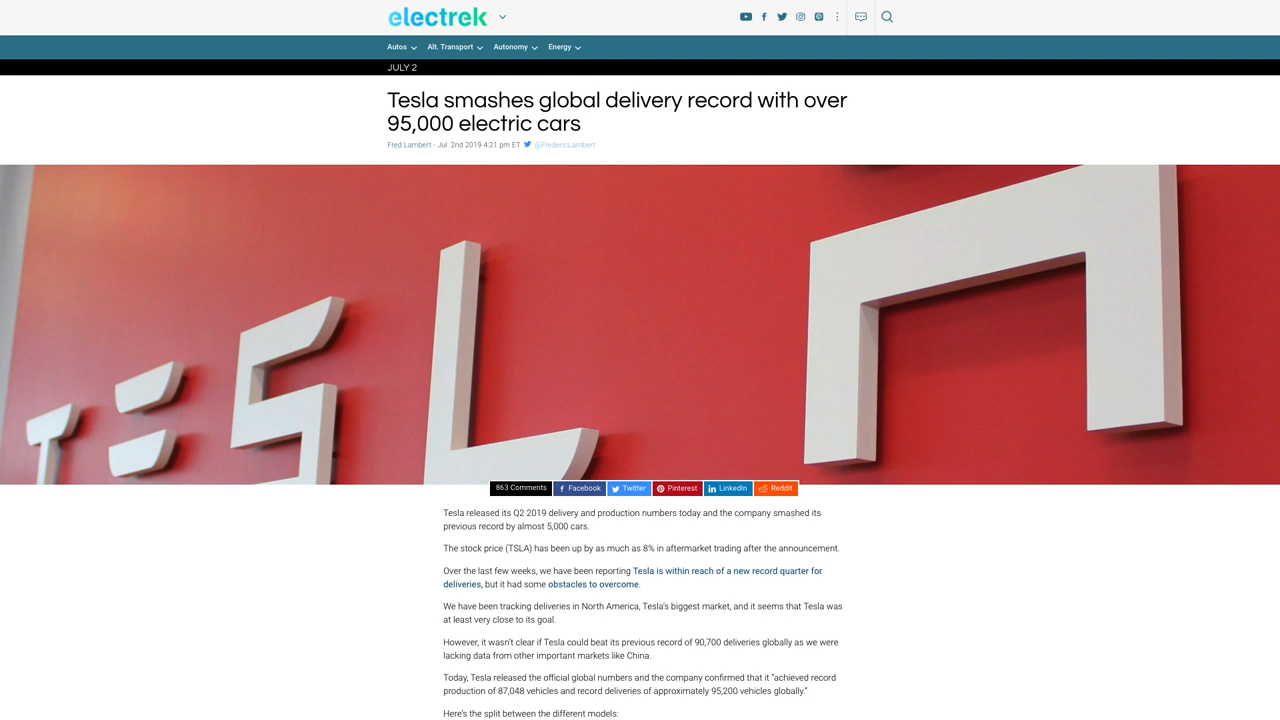 electrek
Autos
Alt. Transport
Autonomy
Energy
JULY 2
Tesla smashes global delivery record with over
95,000 electric cars
Fred Lambert - Jul. 2nd 2019 4:21 pm ET @FredericLambert
TESLA
863 Comments
Facebook
Twitter
Pinterest
LinkedIn
Reddit
Tesla released its Q2 2019 delivery and production numbers today and the company smashed its
previous record by almost 5,000 cars.
The stock price (TSLA) has been up by as much as 8% in aftermarket trading after the announcement.
Over the last few weeks, we have been reporting Tesla is within reach of a new record quarter for
deliveries, but it had some obstacles to overcome.
We have been tracking deliveries in North America, Tesla's biggest market, and it seems that Tesla was
at least very close to its goal.
However, it wasn't clear if Tesla could beat its previous record of 90,700 deliveries globally as we were
lacking data from other important markets like China.
Today, Tesla released the official global numbers and the company confirmed that it “achieved record
production of 87,048 vehicles and record deliveries of approximately 95,200 vehicles globally.”
Here's the split between the different models: